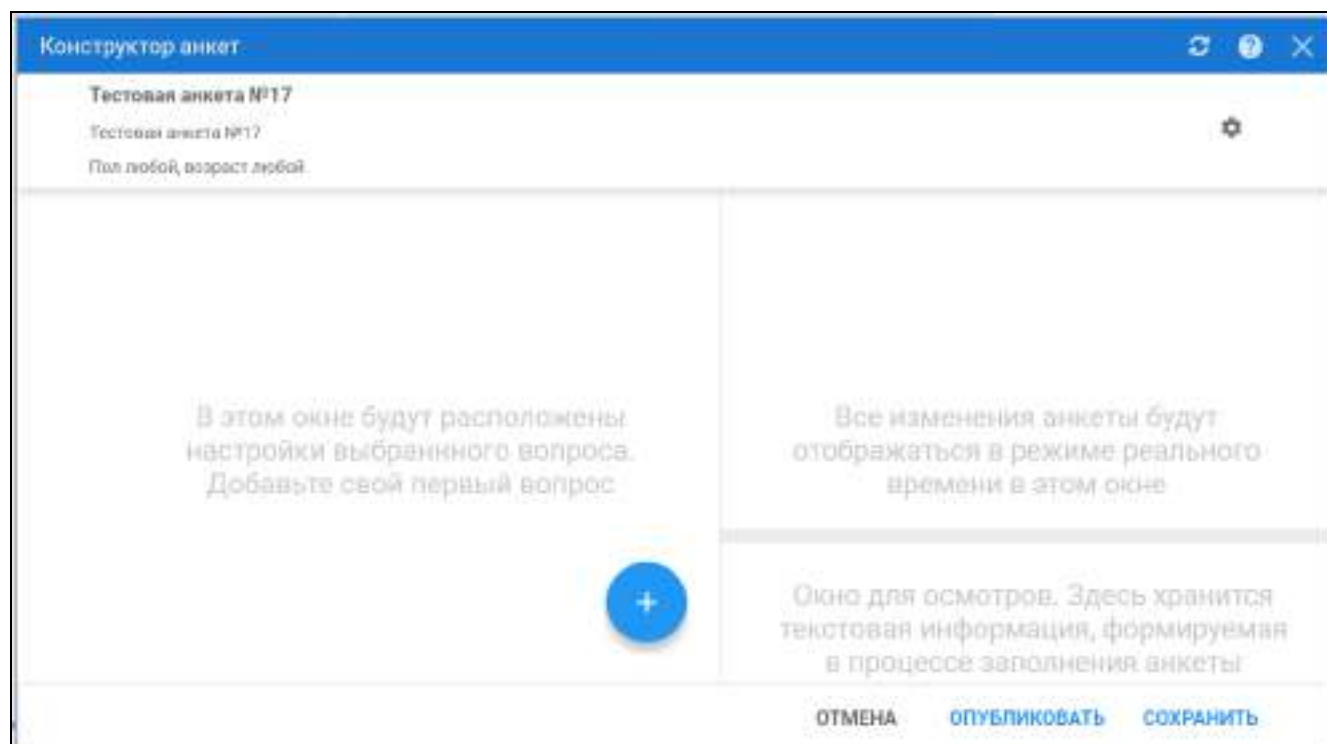 Конструктор анкет
Тестовая анкета №17
Тестовая анкета №17
Пол любой, возраст любой
В этом окне будут расположены
настройки выбраннного вопроса.
Добавьте свой первый вопрос
Все изменения анкеты будут
отображаться в режиме реального
времени в этом окне
Окно для осмотров. Здесь хранится
текстовая информация, формируемая
в процессе заполнения анкеты
ОТМЕНА ОПУБЛИКОВАТЬ СОХРАНИТЬ